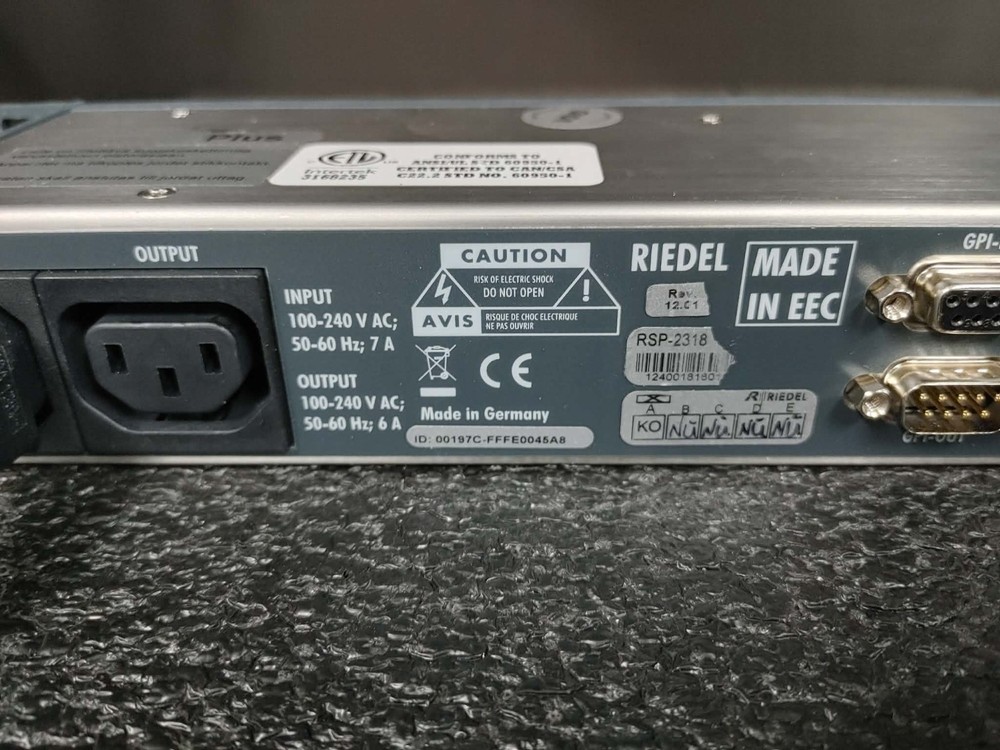 Plus
ETL
Intertek
3168235
CONFORMS TO
ANSI/UL STD 60950-1
CERTIFIED TO CAN/CSA
C22.2 STD NO. 60950-1
OUTPUT
INPUT
100-240 V AC;
50-60 Hz; 7 A
OUTPUT
100-240 V AC;
50-60 Hz; 6 A
CAUTION
RISK OF ELECTRIC SHOCK
DO NOT OPEN
AVIS
RISQUE DE CHOC ELECTRIQUE
NE PAS OUVRIR
CE
Made in Germany
ID: 00197C-FFFE0045A8
RIEDEL
MADE
IN EEC
Rev.
12.01
RSP-2318
RIEDEL
A B C D E
KO
GPI-
GPI-OUT